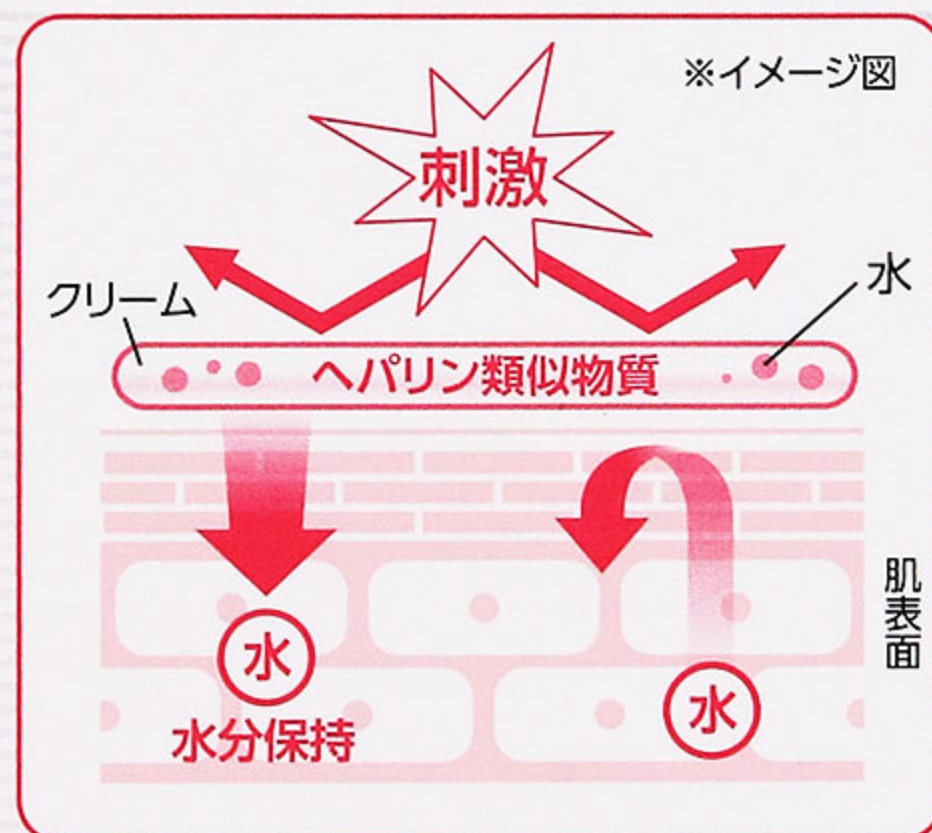 ※イメージ図
刺激
クリーム
水
ヘパリン類似物質
肌表面
水
水分保持
水